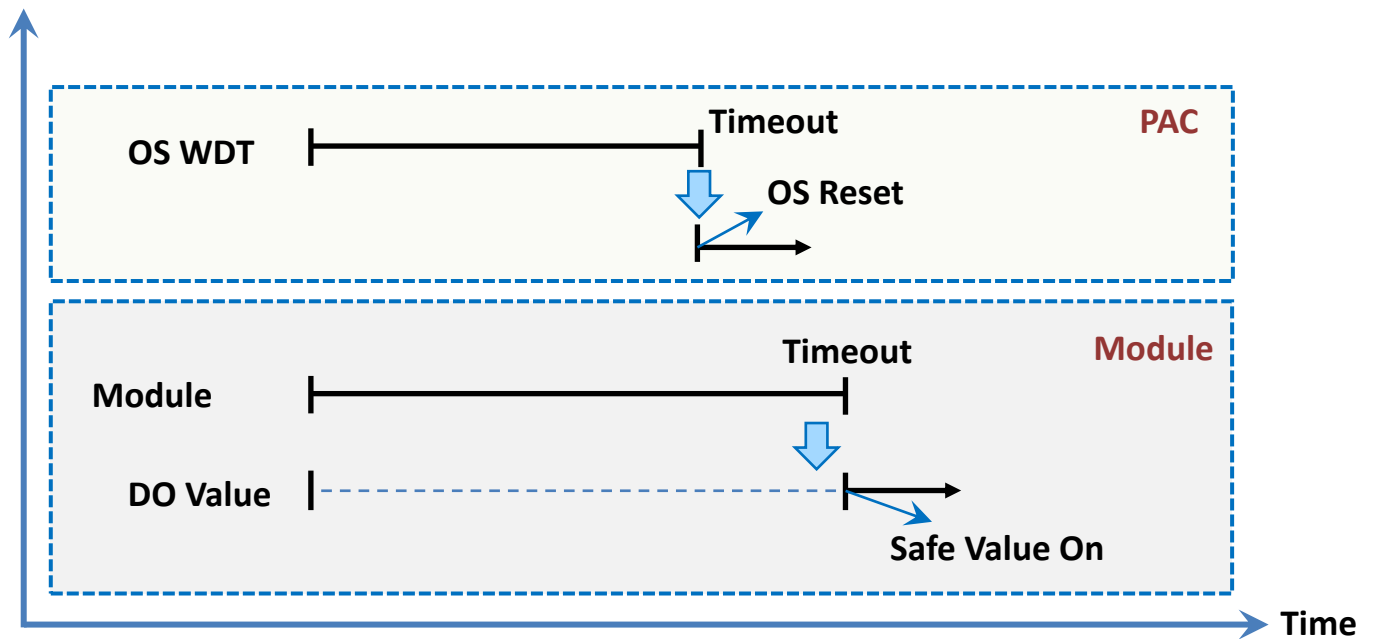 Timeout
PAC
OS WDT
OS Reset
Timeout
Module
Module
DO Value
Safe Value On
Time